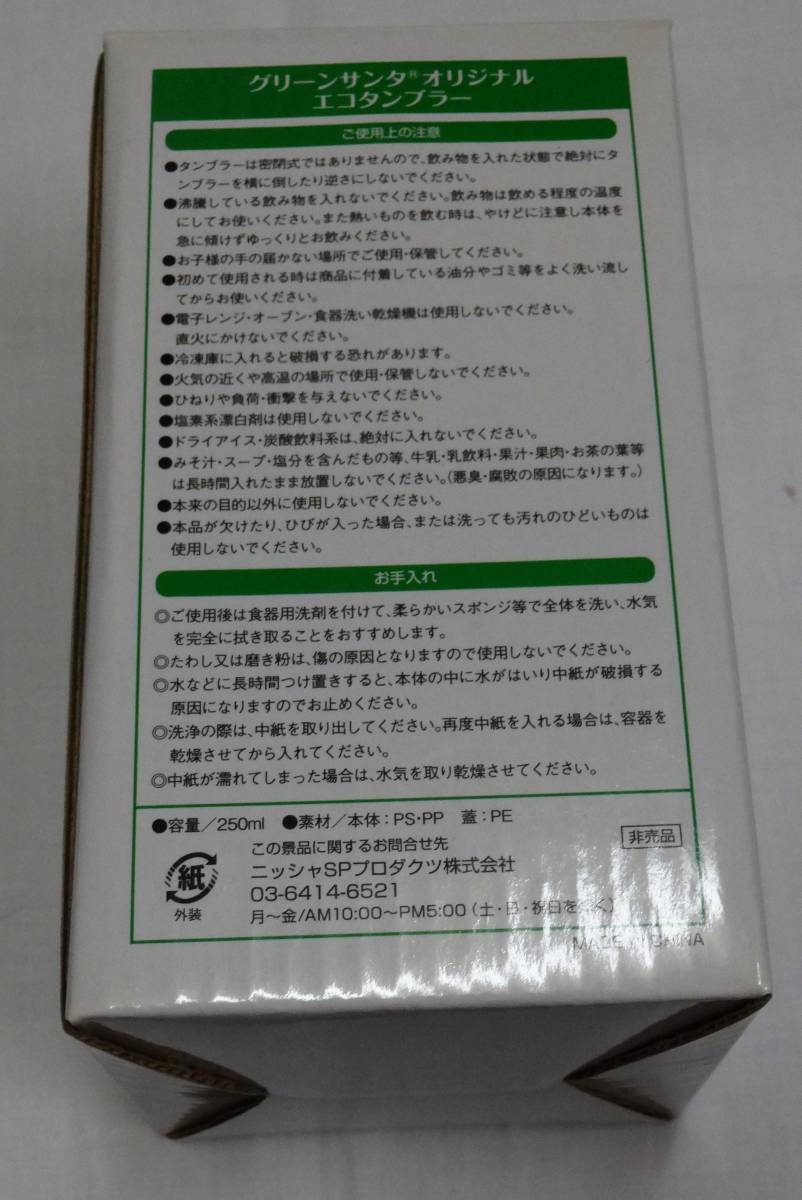 グリーンサンタ®オリジナル
エコタンブラー
ご使用上の注意
●タンブラーは密閉式ではありませんので、飲み物を入れた状態で絶対にタ
ンブラーを横に倒したり逆さにしないでください。
●沸騰している飲み物を入れないでください。飲み物は飲める程度の温度
にしてお使いください。また熱いものを飲む時は、やけどに注意し本体を
急に傾けずゆっくりとお飲みください。
●お子様の手の届かない場所でご使用・保管してください。
●初めて使用される時は商品に付着している油分やゴミ等をよく洗い流し
てからお使いください。
●電子レンジ・オーブン・食器洗い乾燥機は使用しないでください。
直火にかけないでください。
●冷凍庫に入れると破損する恐れがあります。
●火気の近くや高温の場所で使用・保管しないでください。
●ひねりや負荷・衝撃を与えないでください。
●塩素系漂白剤は使用しないでください。
●ドライアイス・炭酸飲料系は、絶対に入れないでください。
●みそ汁・スープ・塩分を含んだもの等、牛乳・乳飲料・果汁・果肉・お茶の葉等
は長時間入れたまま放置しないでください。(悪臭・腐敗の原因になります。)
●本来の目的以外に使用しないでください。
●本品が欠けたり、ひびが入った場合、または洗っても汚れのひどいものは
使用しないでください。
お手入れ
◎ご使用後は食器用洗剤を付けて、柔らかいスポンジ等で全体を洗い、水気
を完全に拭き取ることをおすすめします。
◎たわし又は磨き粉は、傷の原因となりますので使用しないでください。
◎水などに長時間つけ置きすると、本体の中に水がはいり中紙が破損する
原因になりますのでお止めください。
◎洗浄の際は、中紙を取り出してください。再度中紙を入れる場合は、容器を
乾燥させてから入れてください。
◎中紙が濡れてしまった場合は、水気を取り乾燥させてください。
●容量/250ml ●素材/本体:PS・PP 蓋:PE
この景品に関するお問合せ先
非売品
紙
ニッシャSPプロダクツ株式会社
03-6414-6521
外装
月〜金/AM10:00〜PM5:00(土・日・祝日を除く)
MADE IN CHINA